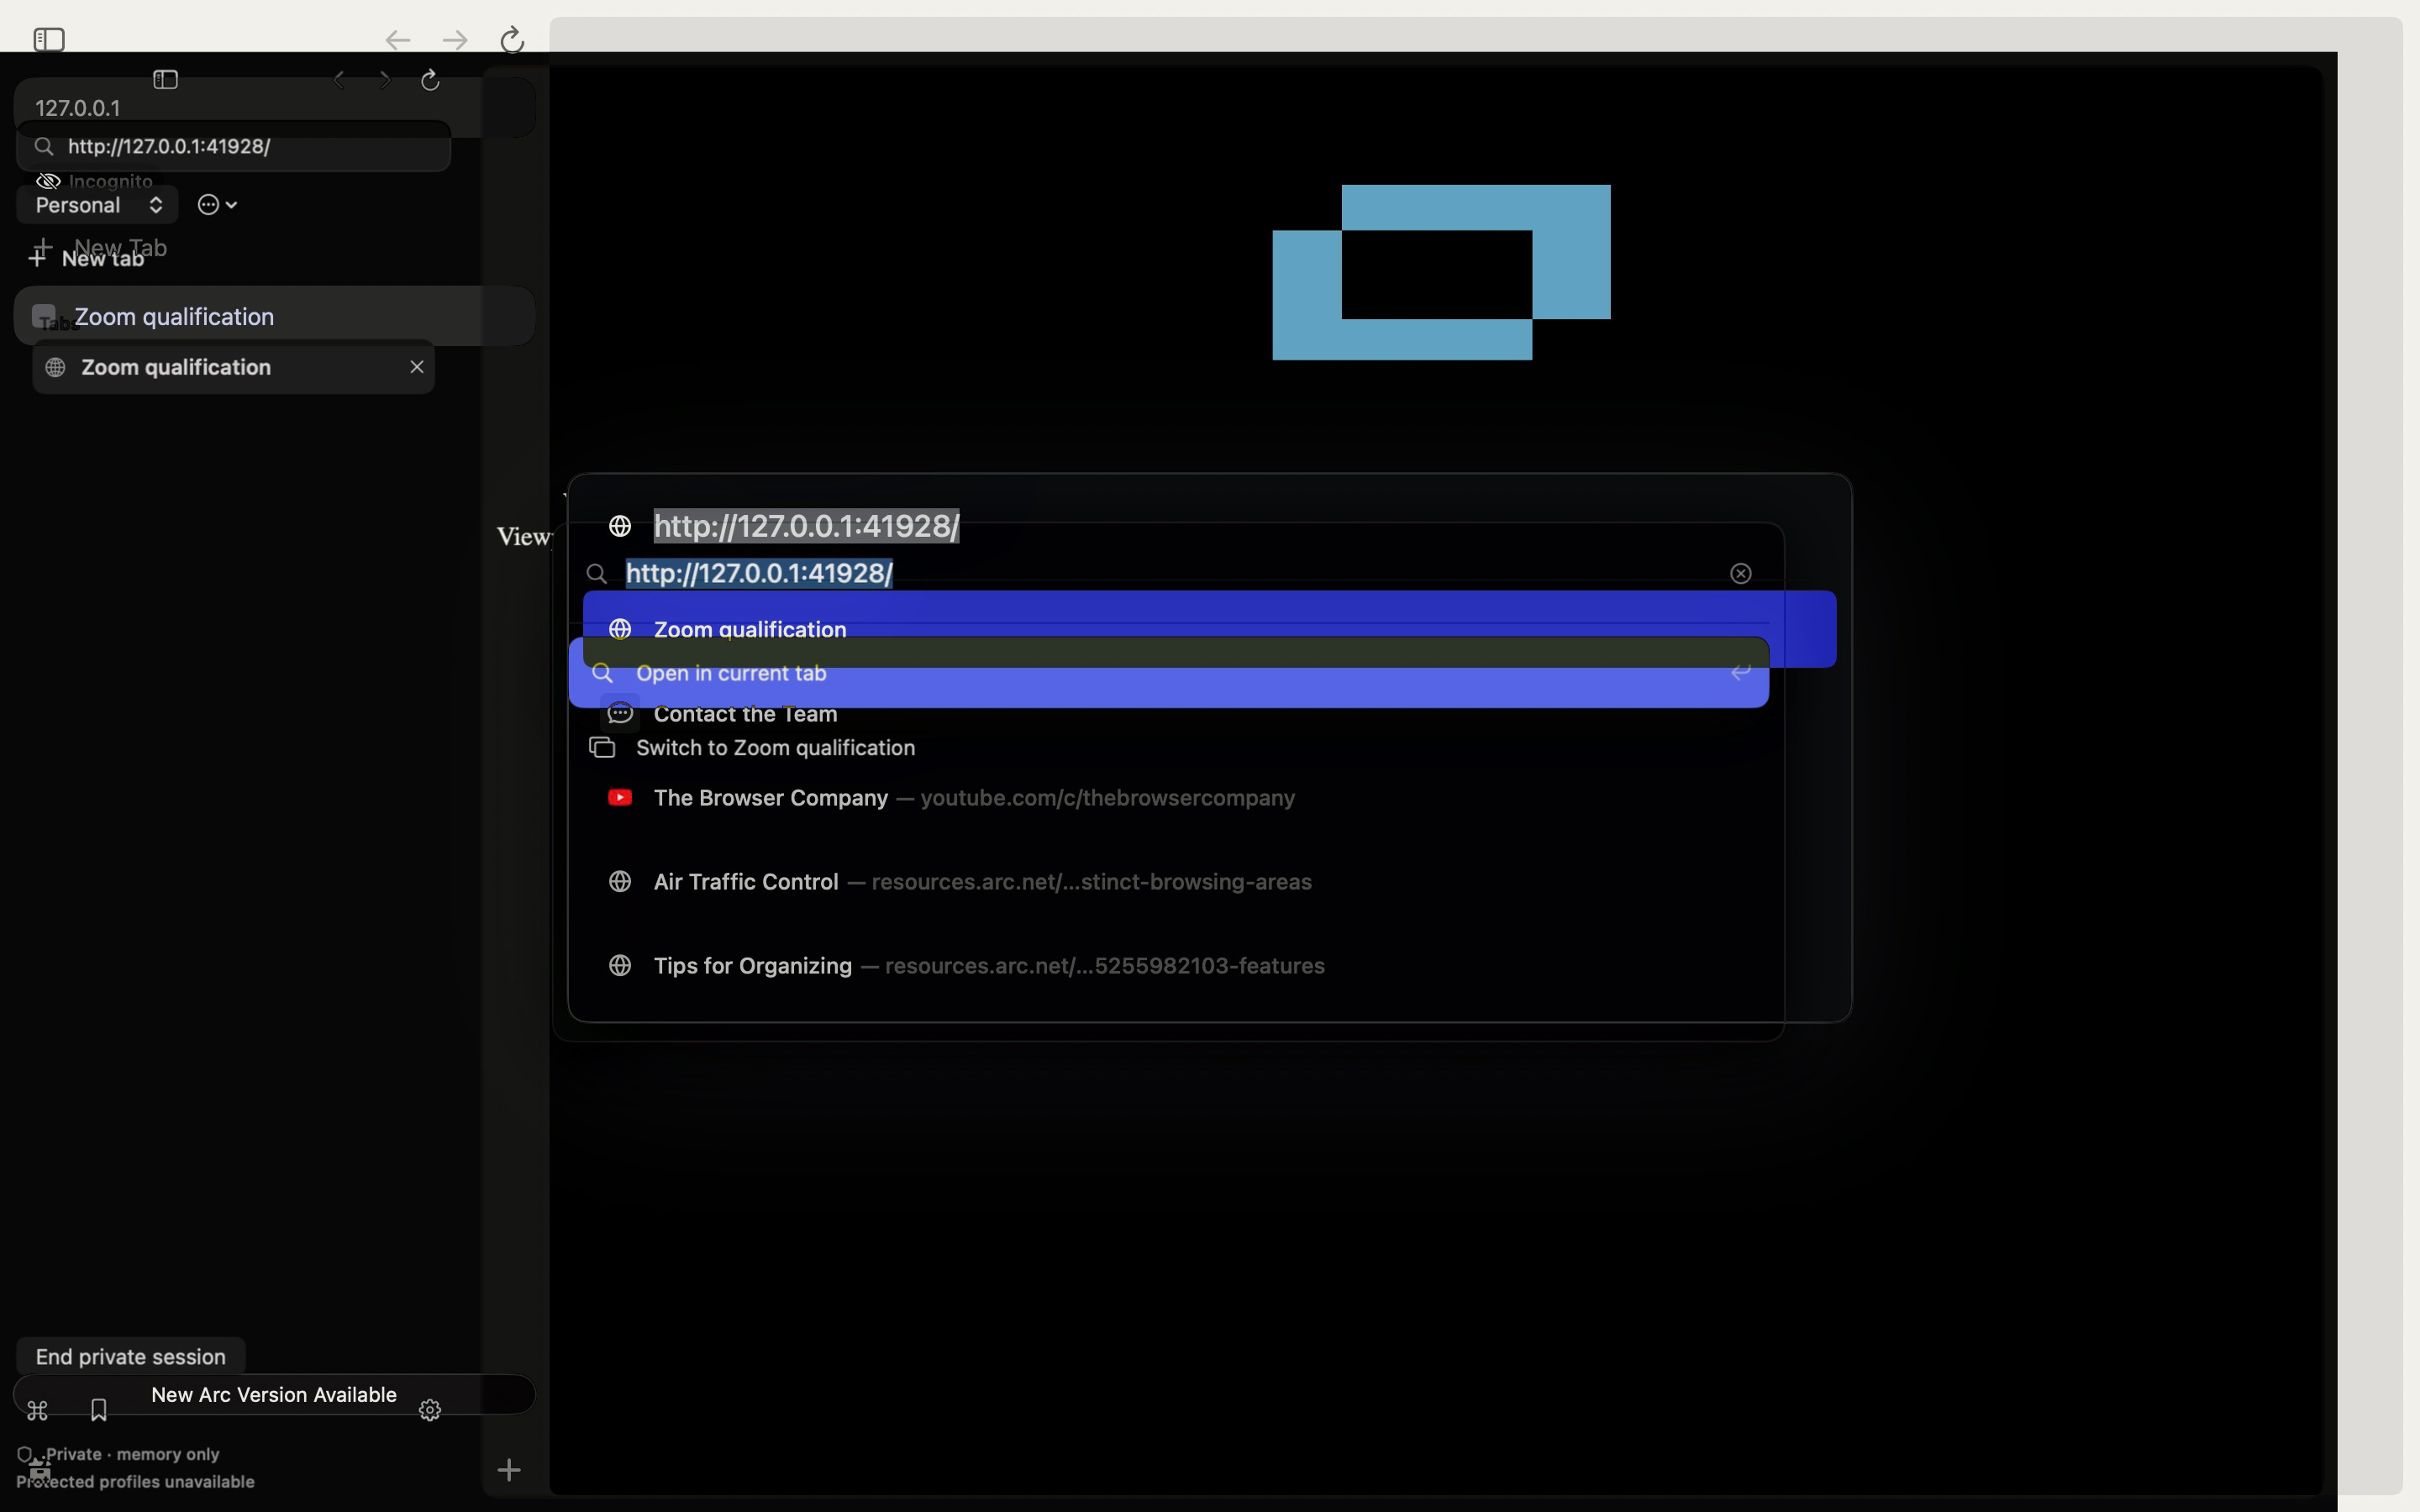 127.0.0.1
http://127.0.0.1:41928/
Incognito
Personal
New Tab
New tab
Zoom qualification
Tabs
Zoom qualification
View
http://127.0.0.1:41928/
http://127.0.0.1:41928/
Zoom qualification
Open in current tab
Contact the Team
Switch to Zoom qualification
The Browser Company — youtube.com/c/thebrowsercompany
Air Traffic Control — resources.arc.net/...stinct-browsing-areas
Tips for Organizing — resources.arc.net/...5255982103-features
End private session
New Arc Version Available
Private · memory only
Protected profiles unavailable